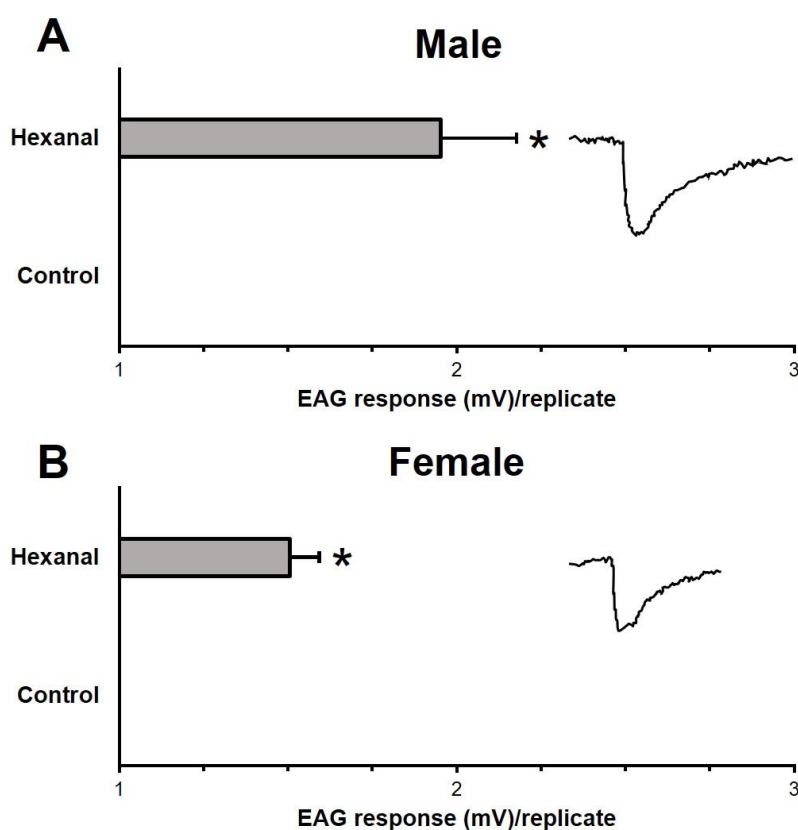 A
Male
Hexanal
*
Control
1 2 3
EAG response (mV)/replicate
B
Female
Hexanal
*
Control
1 2 3
EAG response (mV)/replicate